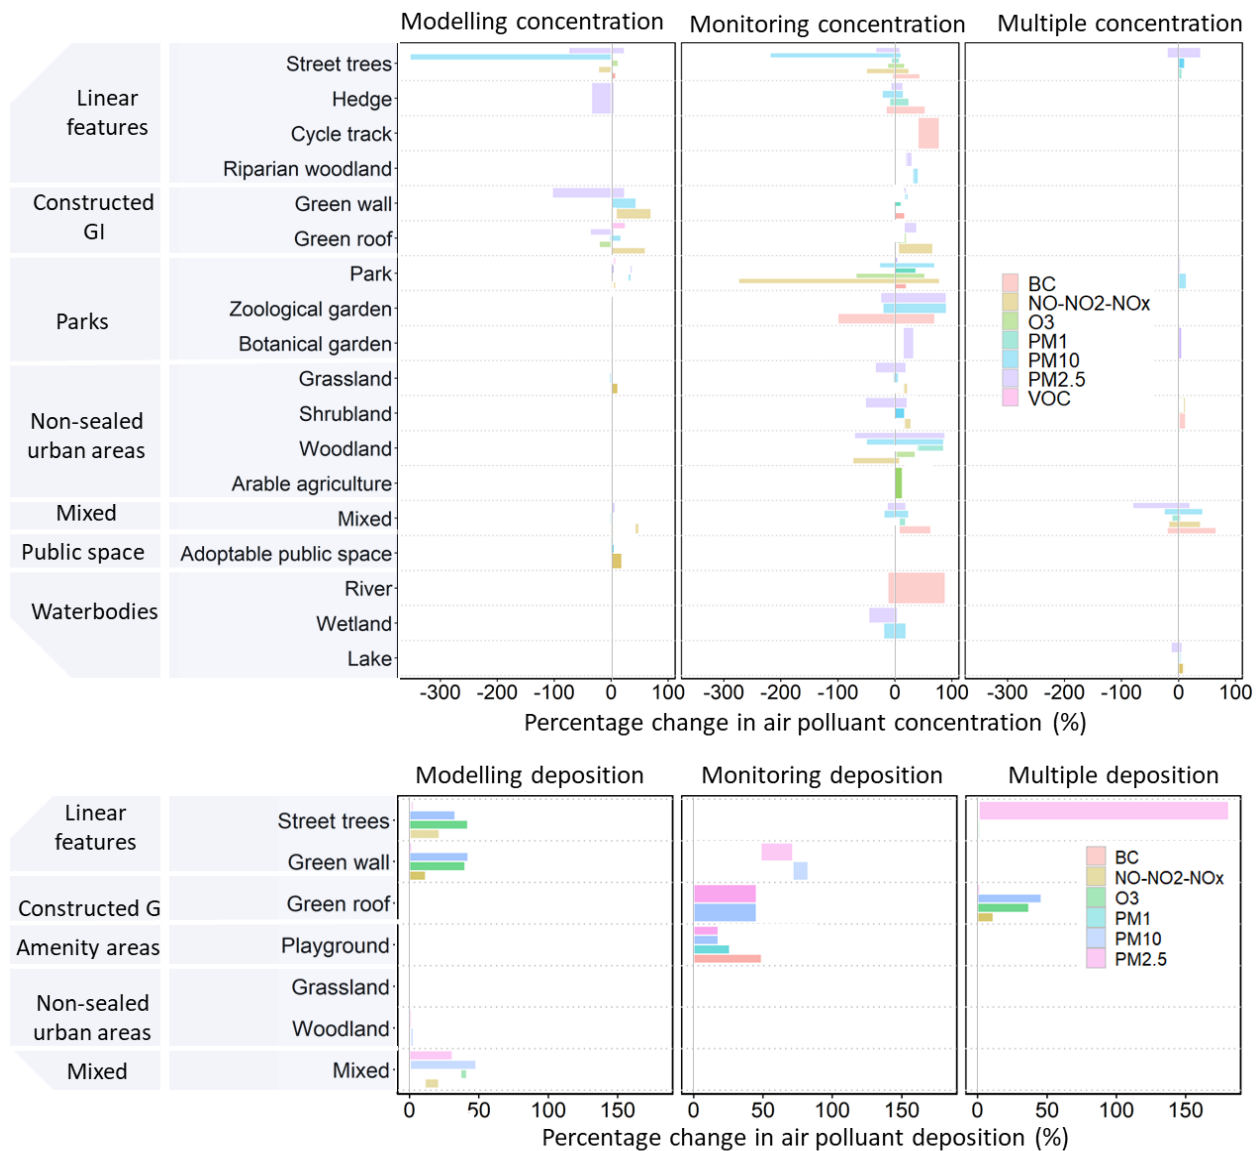 Modelling concentration
Monitoring concentration
Multiple concentration
Linear
features
Street trees
Hedge
Cycle track
Riparian woodland
Constructed
GI
Green wall
Green roof
Parks
Park
Zoological garden
Botanical garden
Non-sealed
urban areas
Grassland
Shrubland
Woodland
Arable agriculture
Mixed
Mixed
Public space
Adoptable public space
Waterbodies
River
Wetland
Lake
BC
NO-NO2-NOx
O3
PM1
PM10
PM2.5
VOC
-300 -200 -100 0 100
-300 -200 -100 0 100
-300 -200 -100 0 100
Percentage change in air polluant concentration (%)
Modelling deposition
Monitoring deposition
Multiple deposition
Linear
features
Street trees
Green wall
Constructed G
Green roof
Amenity areas
Playground
Non-sealed
urban areas
Grassland
Woodland
Mixed
Mixed
BC
NO-NO2-NOx
O3
PM1
PM10
PM2.5
0 50 100 150
0 50 100 150
0 50 100 150
Percentage change in air polluant deposition (%)